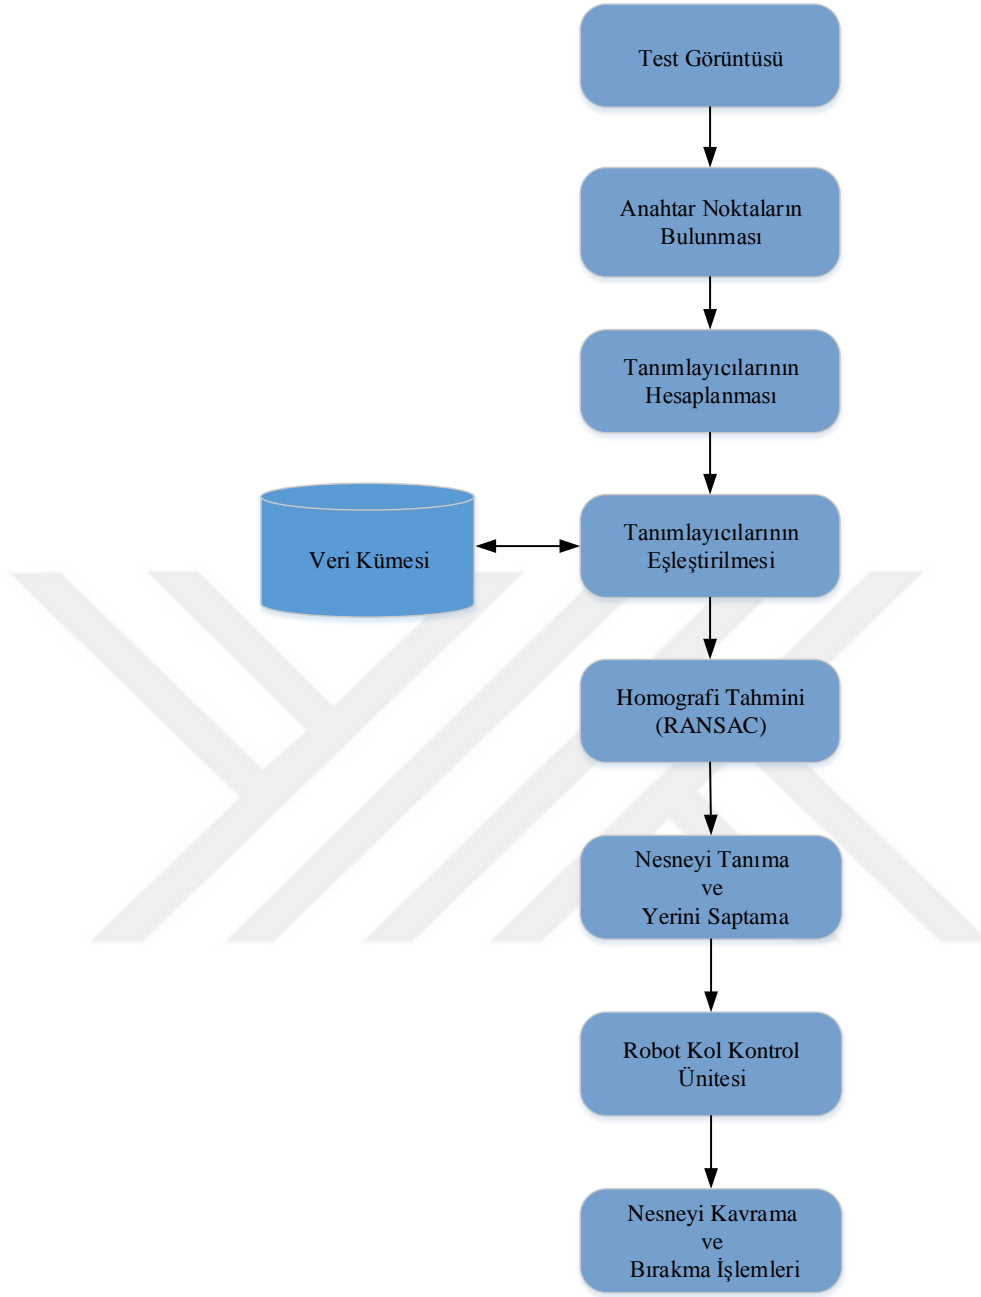 Test Görüntüsü
Anahtar Noktaların
Bulunması
Tanımlayıcılarının
Hesaplanması
Veri Kümesi
Tanımlayıcılarının
Eşleştirilmesi
Homografi Tahmini
(RANSAC)
Nesneyi Tanıma
ve
Yerini Saptama
Robot Kol Kontrol
Ünitesi
Nesneyi Kavrama
ve
Bırakma İşlemleri